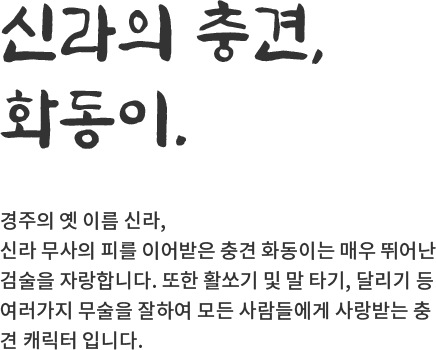 신라의 충견,
화동이.
경주의 옛 이름 신라,
신라 무사의 피를 이어받은 충견 화동이는 매우 뛰어난
검술을 자랑합니다. 또한 활쏘기 및 말 타기, 달리기 등
여러가지 무술을 잘하여 모든 사람들에게 사랑받는 충
견 캐릭터 입니다.